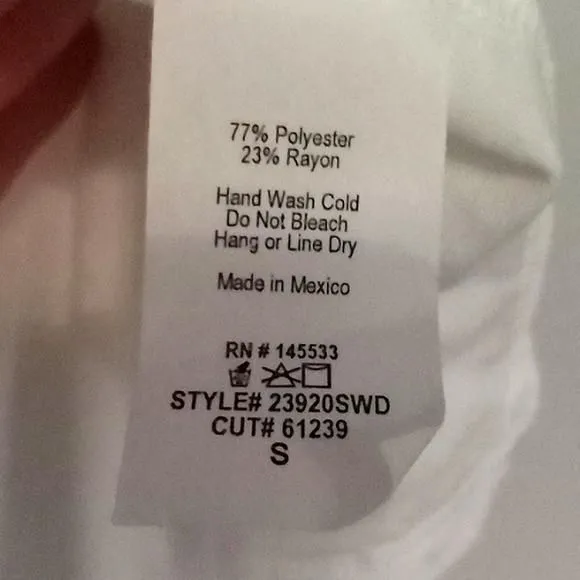 77% Polyester
23% Rayon
Hand Wash Cold
Do Not Bleach
Hang or Line Dry
Made in Mexico
RN # 145533
STYLE# 23920SWD
CUT# 61239
S